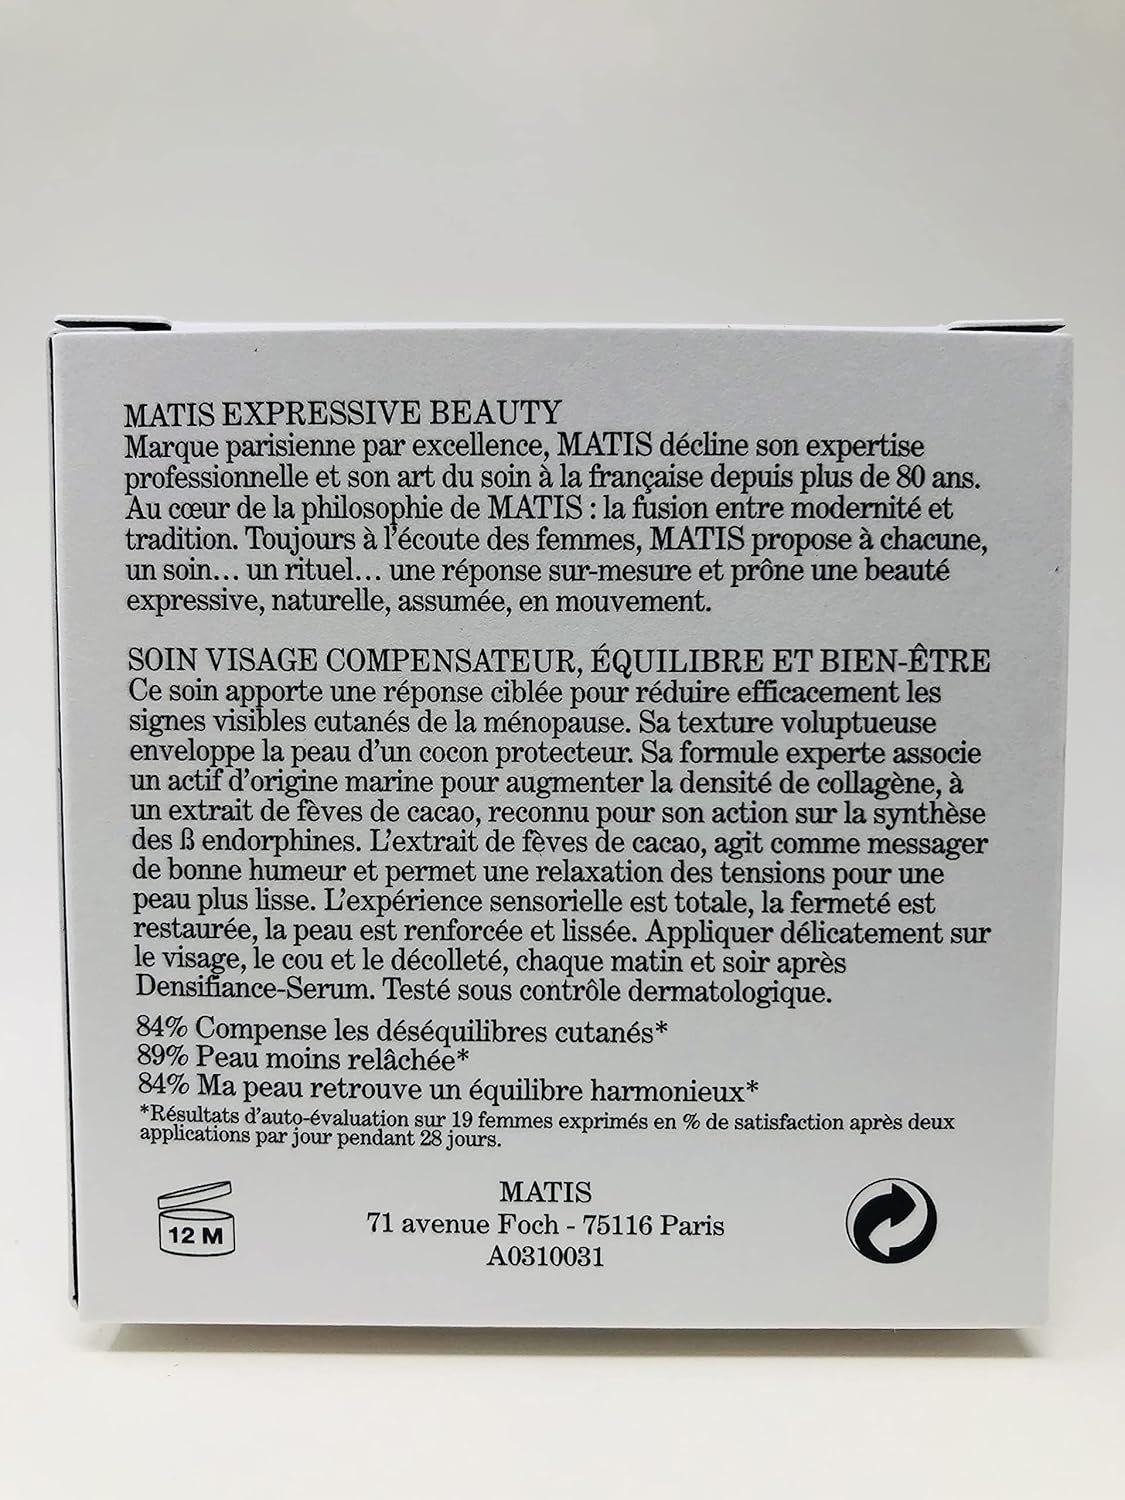 MATIS EXPRESSIVE BEAUTY
Marque parisienne par excellence, MATIS décline son expertise
professionnelle et son art du soin à la française depuis plus de 80 ans.
Au cœur de la philosophie de MATIS : la fusion entre modernité et
tradition. Toujours à l'écoute des femmes, MATIS propose à chacune,
un soin... un rituel... une réponse sur-mesure et prône une beauté
expressive, naturelle, assumée, en mouvement.
SOIN VISAGE COMPENSATEUR, ÉQUILIBRE ET BIEN-ÊTRE
Ce soin apporte une réponse ciblée pour réduire efficacement les
signes visibles cutanés de la ménopause. Sa texture voluptueuse
enveloppe la peau d'un cocon protecteur. Sa formule experte associe
un actif d'origine marine pour augmenter la densité de collagène, à
un extrait de fèves de cacao, reconnu pour son action sur la synthèse
des ß endorphines. L'extrait de fèves de cacao, agit comme messager
de bonne humeur et permet une relaxation des tensions pour une
peau plus lisse. L'expérience sensorielle est totale, la fermeté est
restaurée, la peau est renforcée et lissée. Appliquer délicatement sur
le visage, le cou et le décolleté, chaque matin et soir après
Densifiance-Serum. Testé sous contrôle dermatologique.
84% Compense les déséquilibres cutanés*
89% Peau moins relâchée*
84% Ma peau retrouve un équilibre harmonieux*
*Résultats d'auto-évaluation sur 19 femmes exprimés en % de satisfaction après deux
applications par jour pendant 28 jours.
12 M
MATIS
71 avenue Foch - 75116 Paris
A0310031